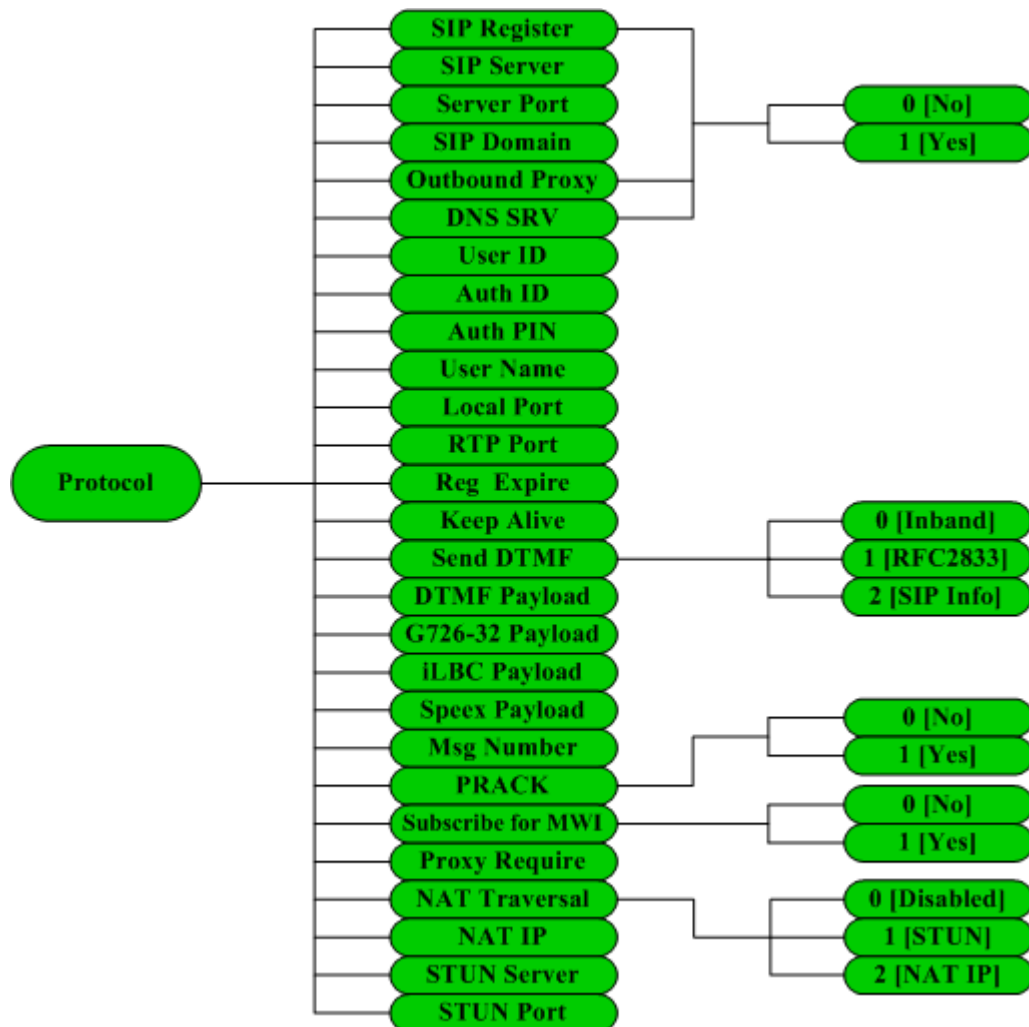 Protocol
SIP Register
SIP Server
Server Port
SIP Domain
Outbound Proxy
DNS SRV
User ID
Auth ID
Auth PIN
User Name
Local Port
RTP Port
Reg Expire
Keep Alive
Send DTMF
DTMF Payload
G726-32 Payload
iLBC Payload
Speex Payload
Msg Number
PRACK
Subscribe for MWI
Proxy Require
NAT Traversal
NAT IP
STUN Server
STUN Port
0 [No]
1 [Yes]
0 [Inband]
1 [RFC2833]
2 [SIP Info]
0 [No]
1 [Yes]
0 [No]
1 [Yes]
0 [Disabled]
1 [STUN]
2 [NAT IP]